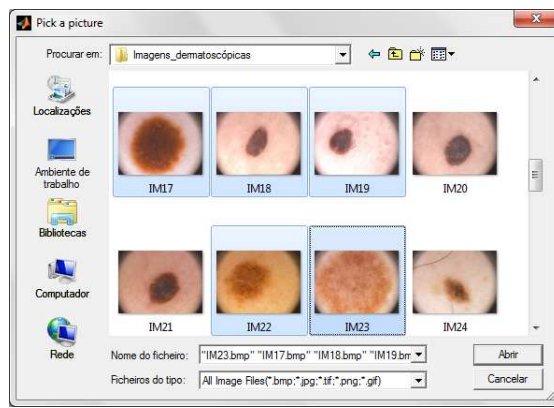 Pick a picture
Procurar em: Imagens_dermatoscópicas
Localizações
Ambiente de
trabalho
Bibliotecas
Computador
Rede
IM17 IM18 IM19 IM20
IM21 IM22 IM23 IM24
Nome do ficheiro: "IM23.bmp" "IM17.bmp" "IM18.bmp" "IM19.bm
Abrir
Ficheiros do tipo: All Image Files(*.bmp;*.jpg;*.tif;*.png;*.gif)
Cancelar